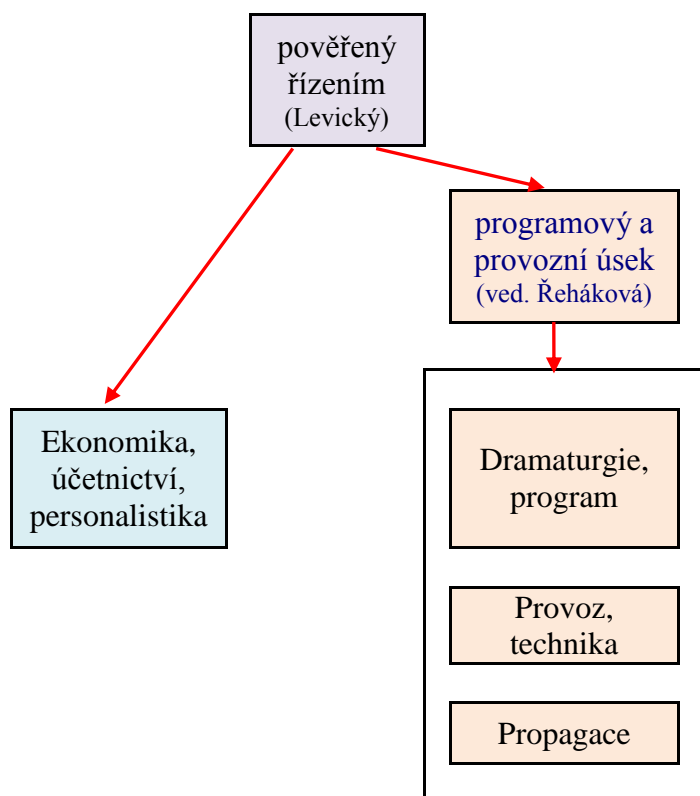 pověřený
řízením
(Levický)
programový a
provozní úsek
(ved. Řeháková)
Ekonomika,
účetnictví,
personalistika
Dramaturgie,
program
Provoz,
technika
Propagace